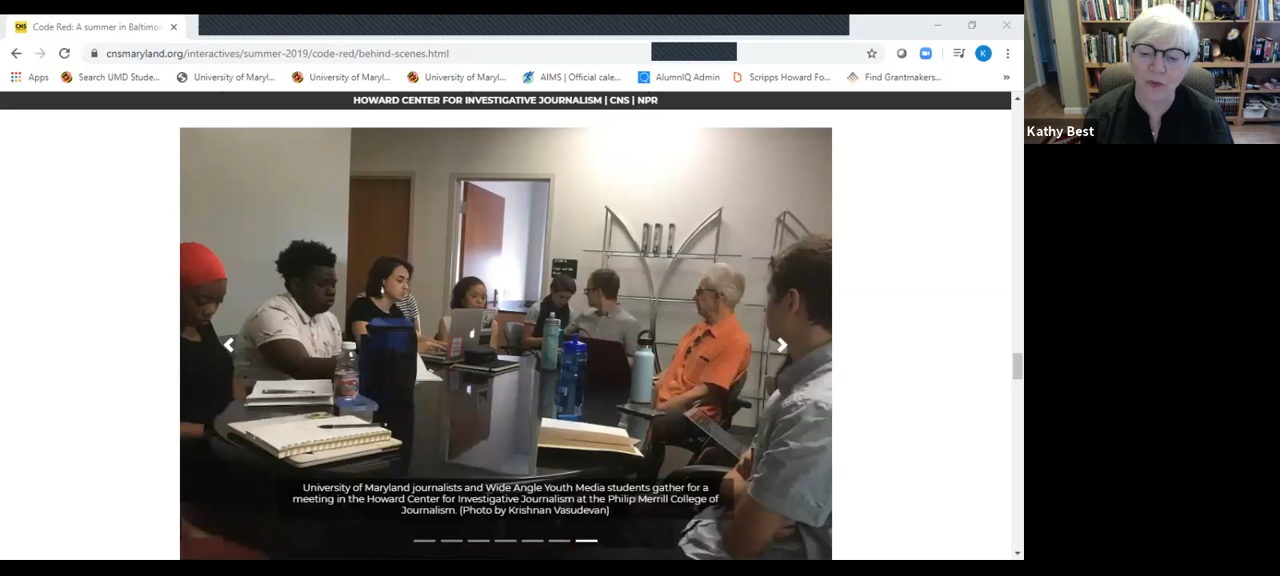 CNS
Code Red: A summer in Baltimor
cnsmaryland.org/interactives/summer-2019/code-red/behind-scenes.html
K
Apps
Search UMD Stude...
University of Maryl...
University of Maryl...
University of Maryl...
AIMS | Official cale...
AlumnIQ Admin
Scripps Howard Fo...
Find Grantmakers...
HOWARD CENTER FOR INVESTIGATIVE JOURNALISM | CNS | NPR
Kathy Best
University of Maryland journalists and Wide Angle Youth Media students gather for a
meeting in the Howard Center for Investigative Journalism at the Philip Merrill College of
Journalism. (Photo by Krishnan Vasudevan)